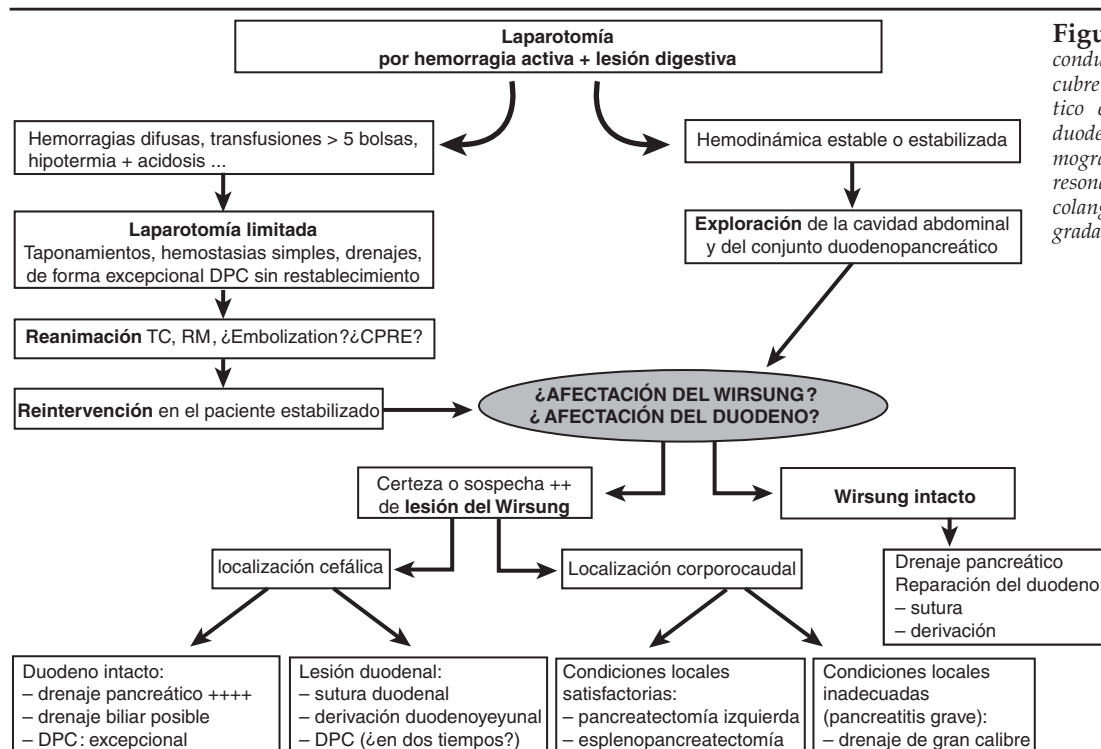 Laparotomía
por hemorragia activa + lesión digestiva
Hemorragias difusas, transfusiones > 5 bolsas,
hipotermia + acidosis ...
Hemodinámica estable o estabilizada
Laparotomía limitada
Taponamientos, hemostasias simples, drenajes,
de forma excepcional DPC sin restablecimiento
Exploración de la cavidad abdominal
y del conjunto duodenopancreático
Reanimación TC, RM, ¿Embolization?¿CPRE?
Reintervención en el paciente estabilizado
¿AFECTACIÓN DEL WIRSUNG?
¿ AFECTACIÓN DEL DUODENO?
Certeza o sospecha ++
de lesión del Wirsung
Wirsung intacto
localización cefálica
Localización corporocaudal
Drenaje pancreático
Reparación del duodeno:
– sutura
– derivación
Duodeno intacto:
– drenaje pancreático ++++
– drenaje biliar posible
– DPC: excepcional
Lesión duodenal:
– sutura duodenal
– derivación duodenoyeyunal
– DPC (¿en dos tiempos?)
Condiciones locales
satisfactorias:
– pancreatectomía izquierda
– esplenopancreatectomía
Condiciones locales
inadecuadas
(pancreatitis grave):
– drenaje de gran calibre
Figu
condu
cubre
tico e
duode
mogra
reson
colang
grada